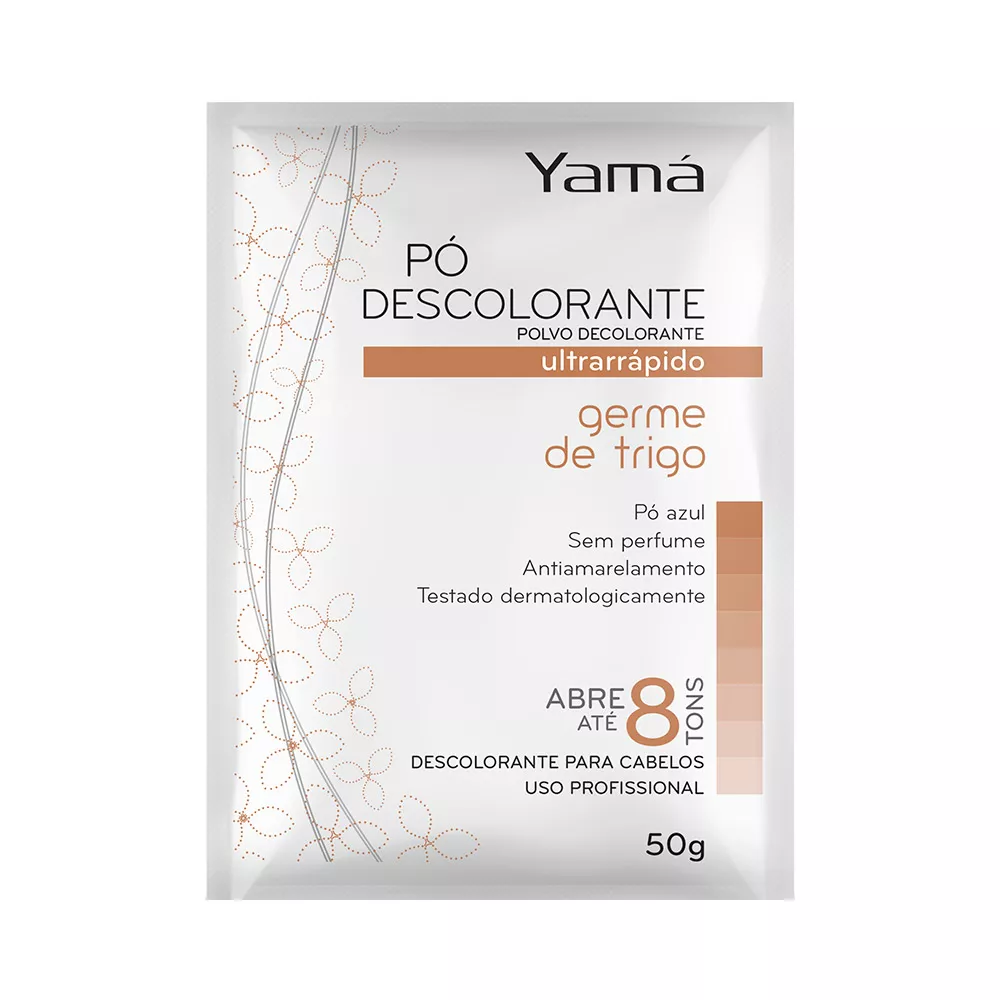 Yamá
PÓ
DESCOLORANTE
POLVO DECOLORANTE
ultrarrápido
germe
de trigo
Pó azul
Sem perfume
Antiamarelamento
Testado dermatologicamente
ABRE
ATÉ
8
TONS
DESCOLORANTE PARA CABELOS
USO PROFISSIONAL
50g